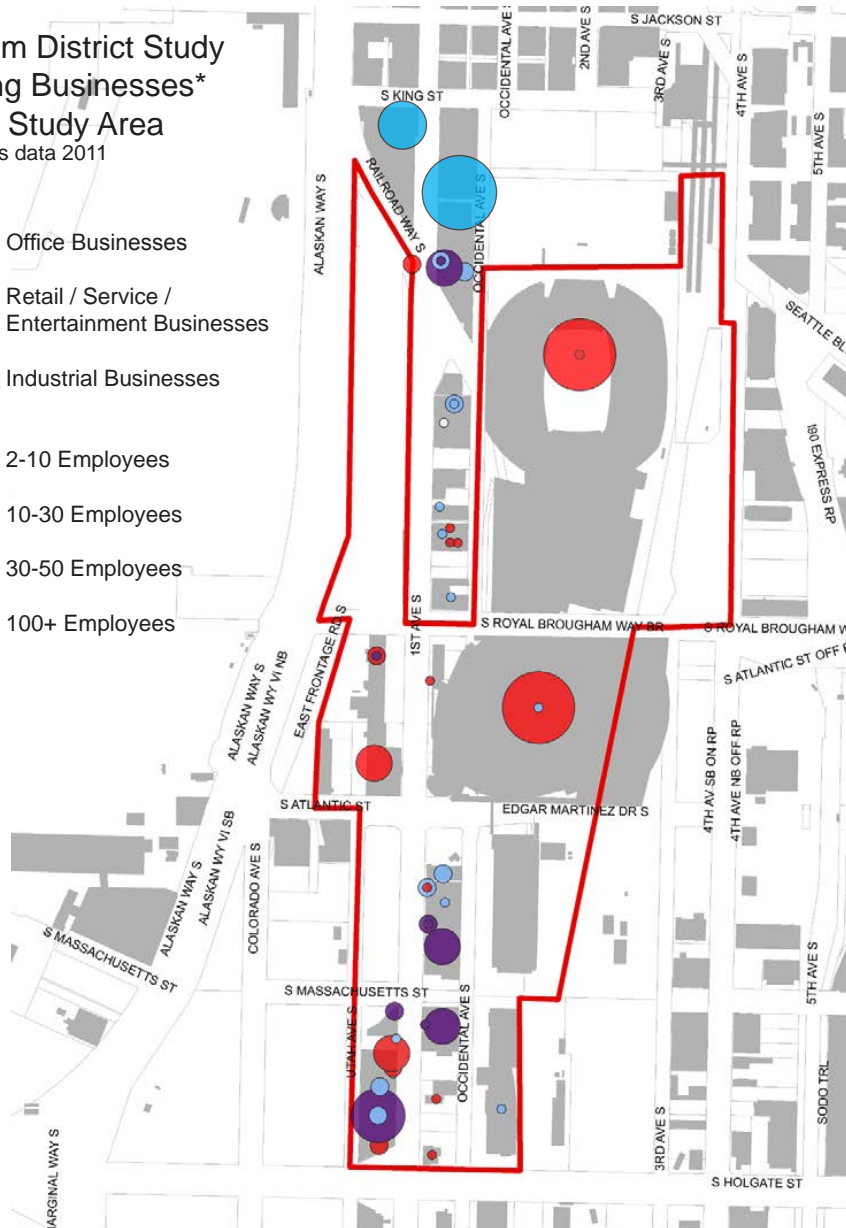 m District Study
ng Businesses*
Study Area
s data 2011
Office Businesses
Retail / Service /
Entertainment Businesses
Industrial Businesses
2-10 Employees
10-30 Employees
30-50 Employees
100+ Employees
S JACKSON ST
OCCIDENTAL AVE S
2ND AVE S
3RD AVE S
4TH AVE S
5TH AVE S
S KING ST
ALASKAN WAY S
RAILROAD WAY S
OCCIDENTAL AVE S
SEATTLE BL
I90 EXPRESS RP
1ST AVE S
S ROYAL BROUGHAM WAY BR
S ROYAL BROUGHAM W
S ATLANTIC ST OFF
EAST FRONTAGE RD S
ALASKAN WAY S
ALASKAN WY VI NB
4TH AV SB ON RP
4TH AVE NB OFF RP
S ATLANTIC ST
EDGAR MARTINEZ DR S
ALASKAN WAY S
ALASKAN WY VI SB
COLORADO AVE S
S MASSACHUSETTS ST
S MASSACHUSETTS ST
5TH AVE S
UTAH AVE S
OCCIDENTAL AVE S
SODO TRL
3RD AVE S
ARGINAL WAY S
S HOLGATE ST